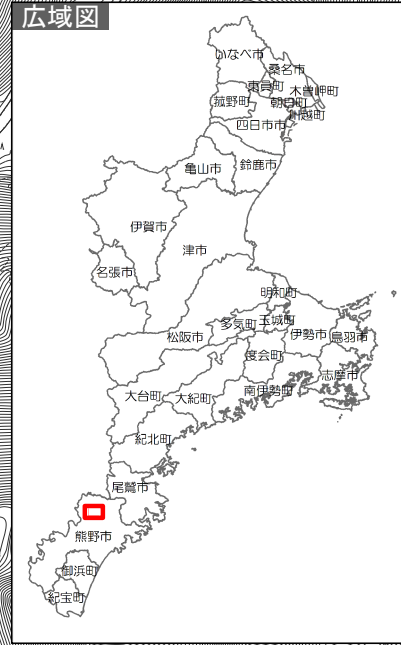 広域図
いなべ市
桑名市
東員町
木曽岬町
朝日町
川越町
菰野町
四日市市
鈴鹿市
亀山市
伊賀市
津市
名張市
明和町
多気町
玉城町
松阪市
伊勢市
鳥羽市
度会町
志摩市
大台町
大紀町
南伊勢町
紀北町
尾鷲市
熊野市
御浜町
紀宝町